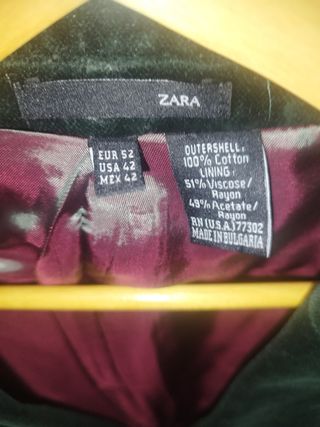 ZARA
EUR 52
USA 42
MEX 42
OUTERSHELL:
100% Cotton
LINING:
51% Viscose/
Rayon
49% Acetate/
Rayon
RN(U.S.A.)77302
MADE IN BULGARIA